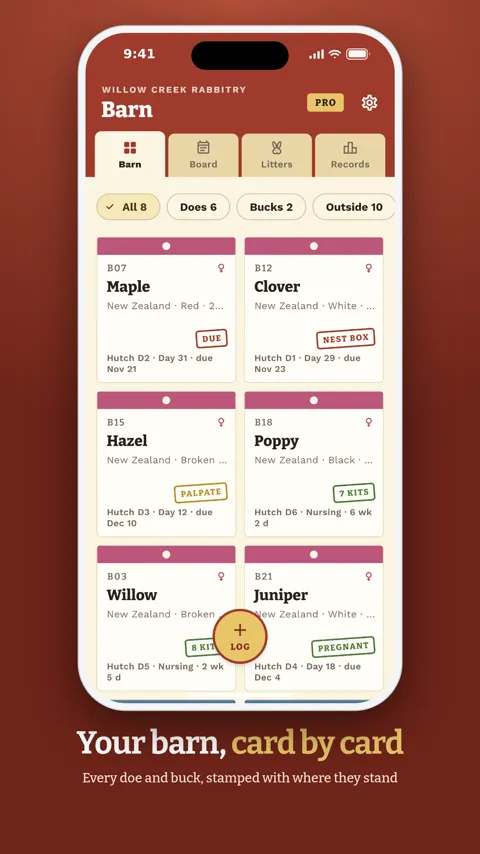 9:41
WILLOW CREEK RABBITRY
Barn
PRO
Barn
Board
Litters
Records
All 8
Does 6
Bucks 2
Outside 10
B07 ♀
Maple
New Zealand · Red · 2...
DUE
Hutch D2 · Day 31 · due
Nov 21
B12 ♀
Clover
New Zealand · White · ...
NEST BOX
Hutch D1 · Day 29 · due
Nov 23
B15 ♀
Hazel
New Zealand · Broken ...
PALPATE
Hutch D3 · Day 12 · due
Dec 10
B18 ♀
Poppy
New Zealand · Black · ...
7 KITS
Hutch D6 · Nursing · 6 wk
2 d
B03 ♀
Willow
New Zealand · Broken
8 KIT
Hutch D5 · Nursing · 2 wk
5 d
B21 ♀
Juniper
New Zealand · White · ...
PREGNANT
Hutch D4 · Day 18 · due
Dec 4
+
LOG
Your barn, card by card
Every doe and buck, stamped with where they stand